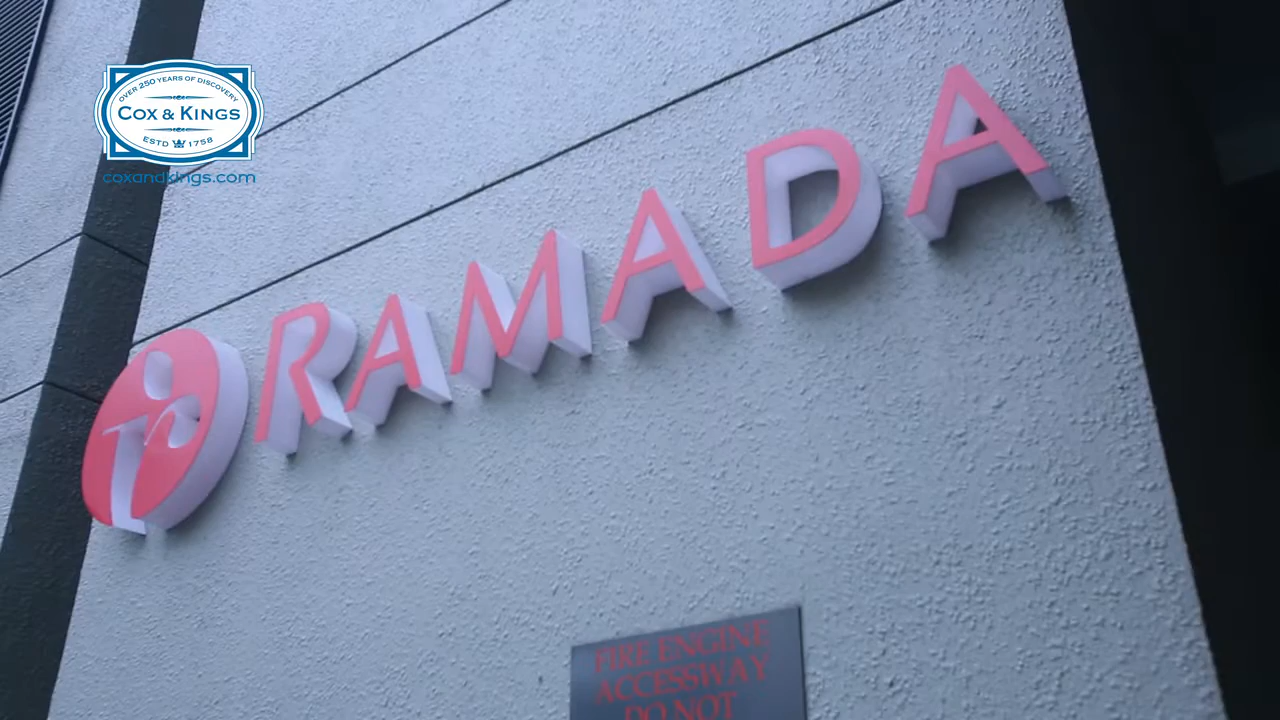 OVER 250 YEARS OF DISCOVERY
COX & KINGS
ESTD 1758
coxandkings.com
RAMADA
FIRE ENGINE
ACCESSWAY
DO NOT